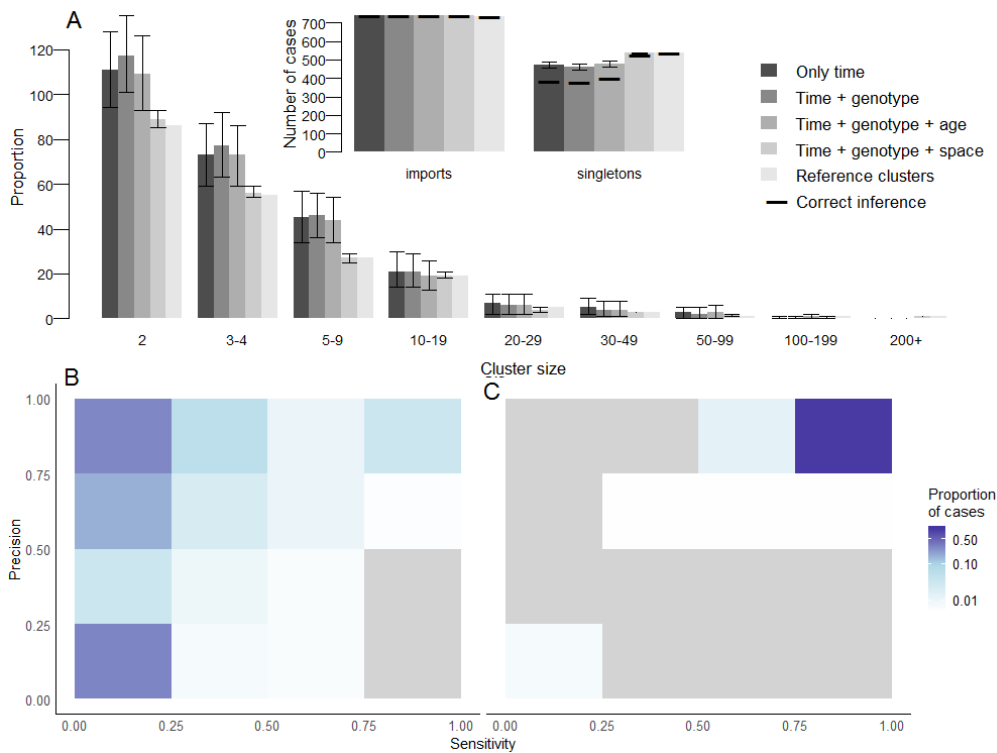 A
Proportion
120
100
80
60
40
20
0
Number of cases
700
600
500
400
300
200
100
0
imports singletons
Only time
Time + genotype
Time + genotype + age
Time + genotype + space
Reference clusters
Correct inference
2 3-4 5-9 10-19 20-29 30-49 50-99 100-199 200+
Cluster size
B
C
Precision
1.00
0.75
0.50
0.25
0.00
0.00 0.25 0.50 0.75 1.00 0.00 0.25 0.50 0.75 1.00
Sensitivity
Proportion
of cases
0.50
0.10
0.01